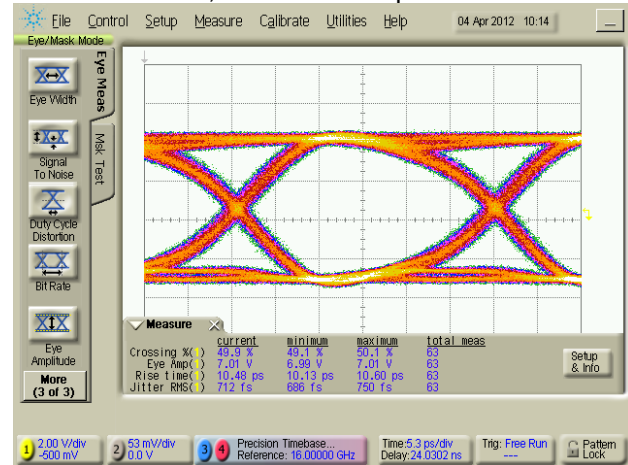 File Control Setup Measure Calibrate Utilities Help 04 Apr 2012 10:14
Eye/Mask Mode
Eye Meas
Msk Test
Eye Width
Signal
To Noise
Duty Cycle
Distortion
Bit Rate
Eye
Amplitude
More
(3 of 3)
Measure
current minimum maximum total meas
Crossing %(1) 49.9 % 49.1 % 50.1 % 63
Eye Amp(1) 7.01 V 6.99 V 7.01 V 63
Rise time(1) 10.48 ps 10.13 ps 10.60 ps 63
Jitter RMS(1) 712 fs 686 fs 750 fs 63
Setup
& Info
1 2.00 V/div
-500 mV
2 53 mV/div
0.0 V
3 4 Precision Timebase...
Reference: 16.00000 GHz
Time:5.3 ps/div
Delay:24.0302 ns
Trig: Free Run
---
Pattern
Lock